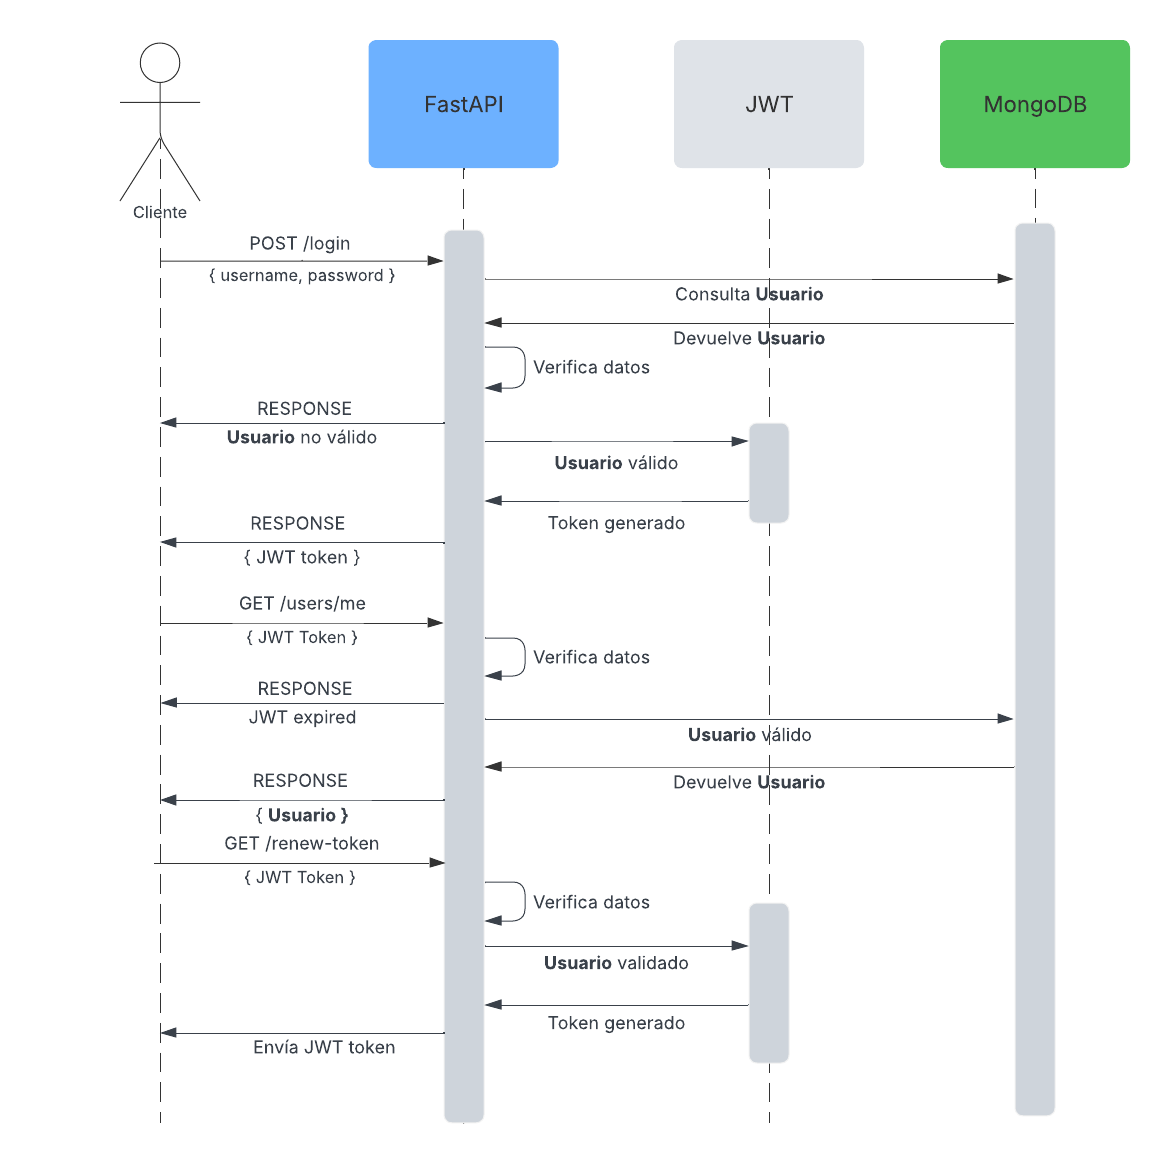 FastAPI
JWT
MongoDB
Cliente
POST /login
{ username, password }
Consulta Usuario
Devuelve Usuario
Verifica datos
RESPONSE
Usuario no válido
Usuario válido
Token generado
RESPONSE
{ JWT token }
GET /users/me
{ JWT Token }
Verifica datos
RESPONSE
JWT expired
Usuario válido
Devuelve Usuario
RESPONSE
{ Usuario }
GET /renew-token
{ JWT Token }
Verifica datos
Usuario validado
Token generado
Envía JWT token